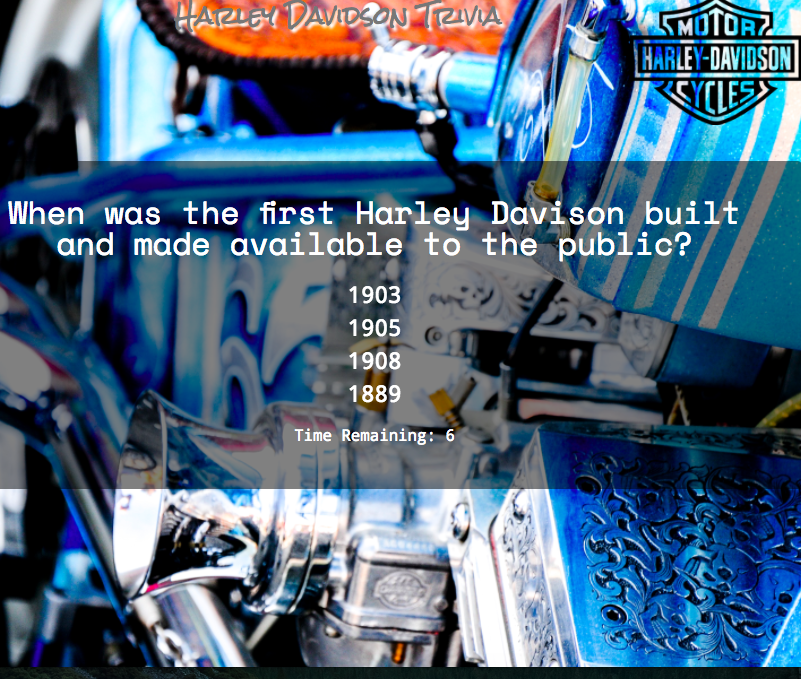 Harley Davidson Trivia
MOTOR
HARLEY-DAVIDSON
CYCLES
When was the first Harley Davison built
and made available to the public?
1903
1905
1908
1889
Time Remaining: 6